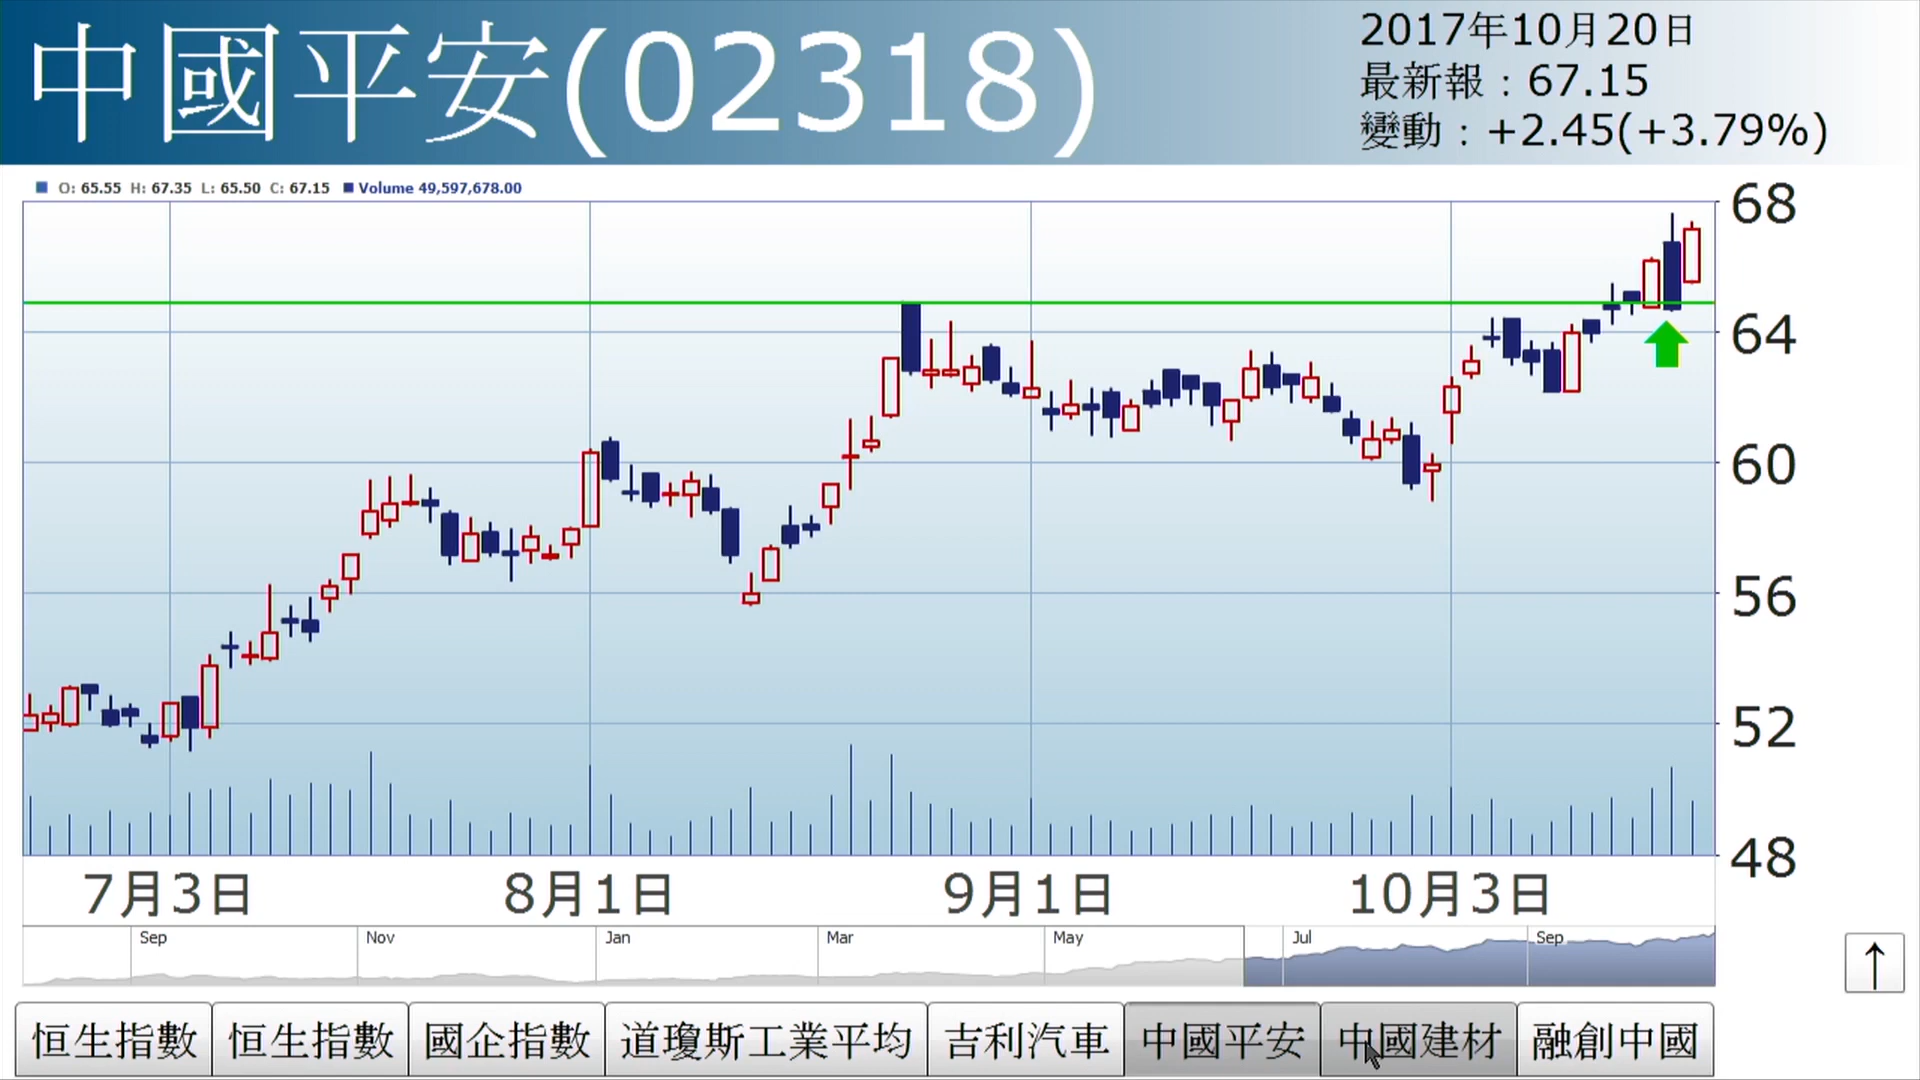 中國平安(02318)
2017年10月20日
最新報：67.15
變動：+2.45(+3.79%)
O: 65.55 H: 67.35 L: 65.50 C: 67.15 Volume 49,597,678.00
68
64
60
56
52
48
7月3日 8月1日 9月1日 10月3日
Sep Nov Jan Mar May Jul Sep
↑
恒生指數 恒生指數 國企指數 道瓊斯工業平均 吉利汽車 中國平安 中國建材 融創中國